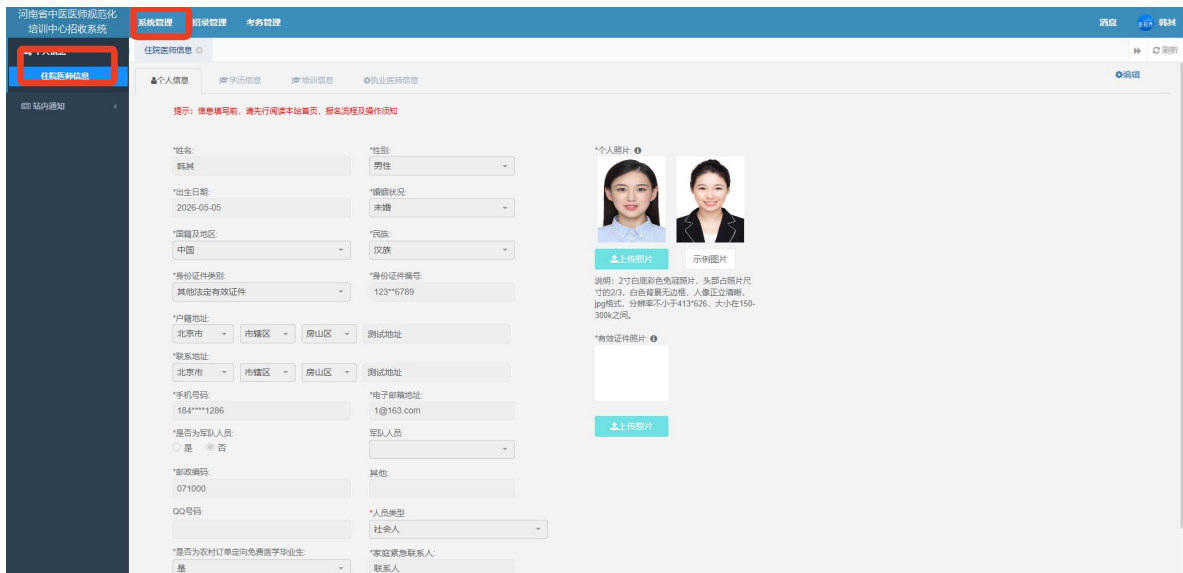 河南省中医医师规范化
培训中心招收系统
系统管理 招录管理 考务管理
消息
个人信息
住院医师信息
站内通知
住院医师信息
刷新
个人信息 学历信息 培训信息 执业医师信息
编辑
提示：信息填写前，请先行阅读本站首页，报名流程及操作须知
*姓名:
*性别:
男性
*出生日期:
2026-05-05
*婚姻状况:
未婚
*国籍及地区:
中国
*民族:
汉族
*身份证件类别:
其他法定有效证件
*身份证件编号:
123**6789
*户籍地址:
北京市 市辖区 房山区 测试地址
*联系地址:
北京市 市辖区 房山区 测试地址
*手机号码:
184****1286
*电子邮箱地址:
1@163.com
*是否为军队人员:
是 否
军队人员:
*邮政编码:
071000
其他:
QQ号码:
*人员类型
社会人
*是否为农村订单定向免费医学毕业生:
是
*家庭紧急联系人:
联系人
*个人照片:
上传照片
示例图片
说明：2寸白底彩色免冠照片，头部占照片尺
寸的2/3，白色背景无边框，人像正立清晰，
jpg格式，分辨率不小于413*626，大小在150-
300k之间。
*有效证件照片:
上传照片